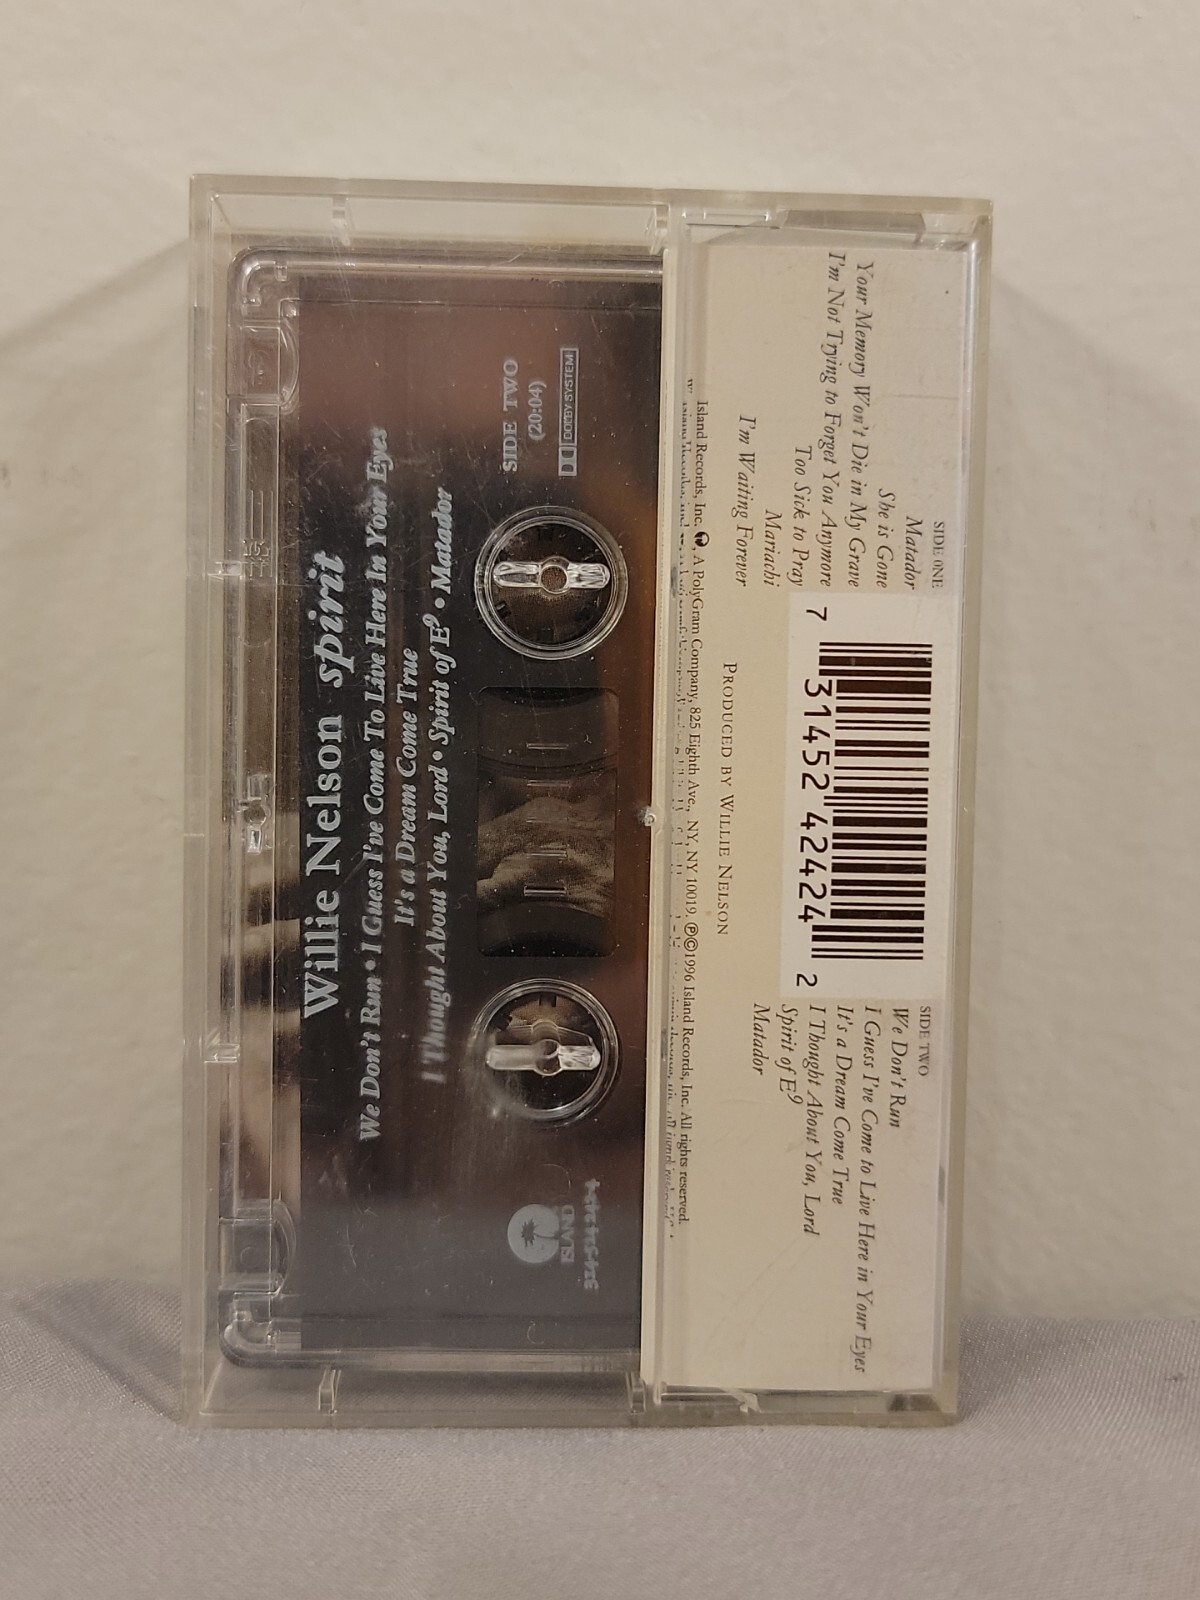 SIDE ONE
Matador
She is Gone
Your Memory Won't Die in My Grave
I'm Not Trying to Forget You Anymore
Too Sick to Pray
Mariachi
I'm Waiting Forever
7 31452 42424 2
SIDE TWO
We Don't Run
I Guess I've Come to Live Here in Your Eyes
It's a Dream Come True
I Thought About You, Lord
Spirit of E9
Matador
PRODUCED BY WILLIE NELSON
Island Records, Inc. , A PolyGram Company, 825 Eighth Ave., NY, NY 10019. ℗©1996 Island Records, Inc. All rights reserved.
Willie Nelson spirit
We Don't Run • I Guess I've Come To Live Here In Your Eyes
It's a Dream Come True
I Thought About You, Lord • Spirit of E9 • Matador
SIDE TWO
(20:04)
DOLBY SYSTEM
ISLAND